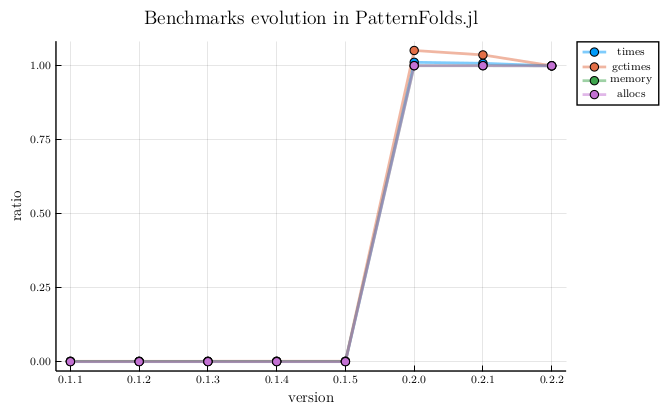 Benchmarks evolution in PatternFolds.jl
times
gctimes
memory
allocs
1.00
0.75
0.50
0.25
0.00
ratio
0.1.1 0.1.2 0.1.3 0.1.4 0.1.5 0.2.0 0.2.1 0.2.2
version